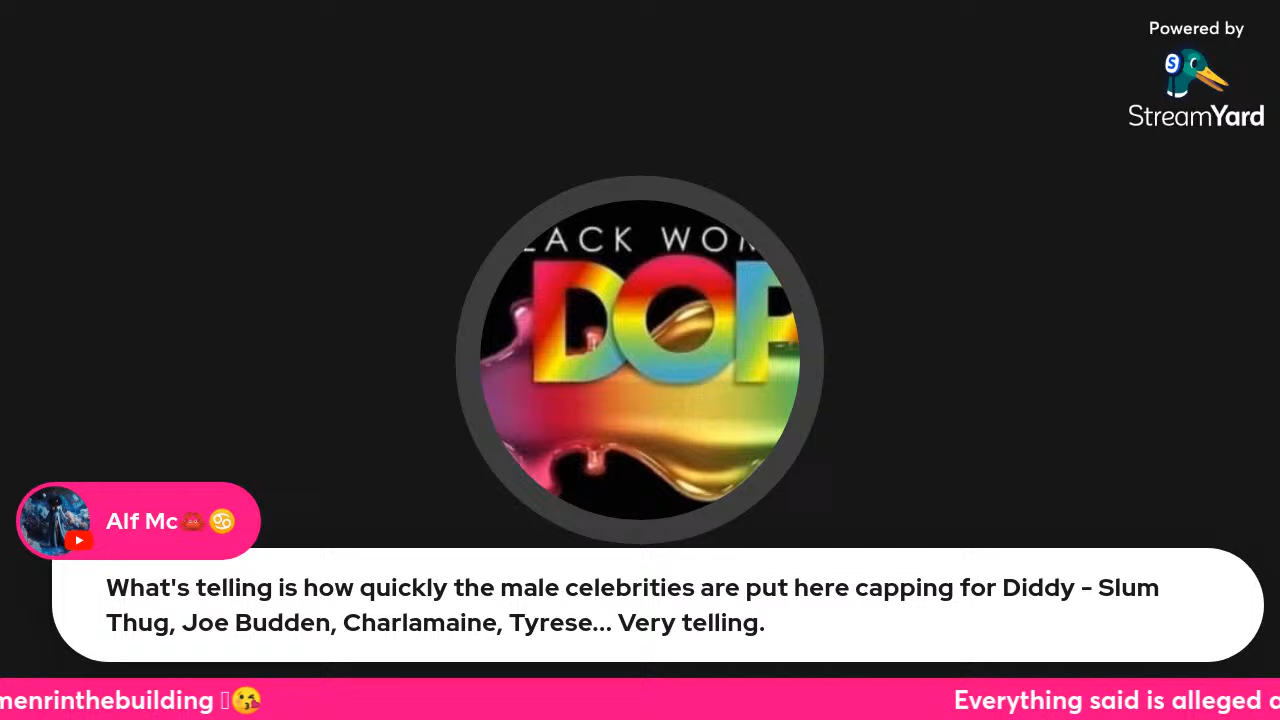 Powered by
S
StreamYard
LACK WOM
DOP
Alf Mc🦀♋
What's telling is how quickly the male celebrities are put here capping for Diddy - Slum
Thug, Joe Budden, Charlamaine, Tyrese... Very telling.
menrinthebuilding 😘
Everything said is alleged